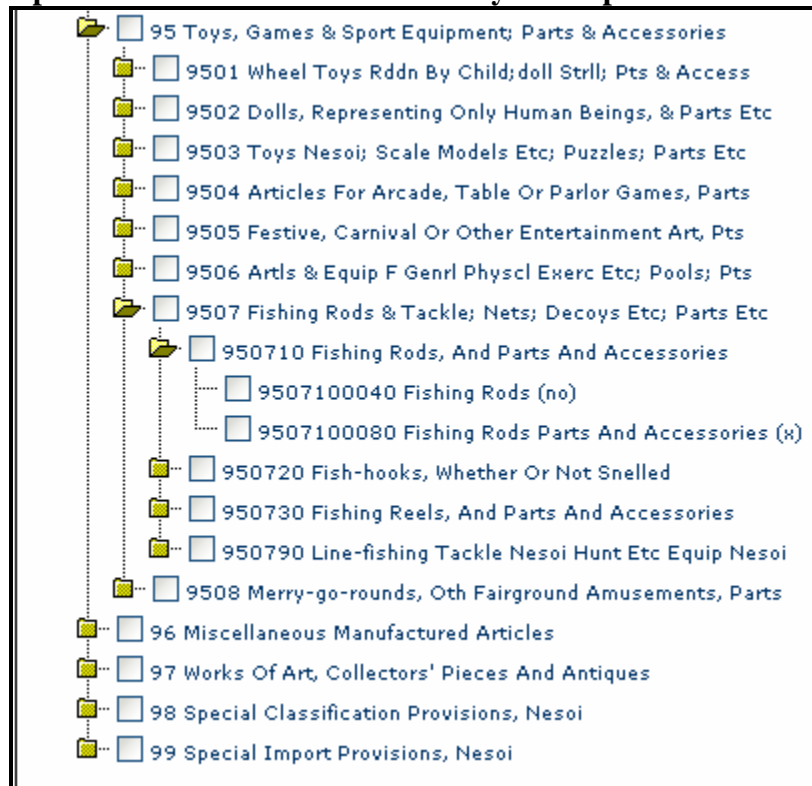 95 Toys, Games & Sport Equipment; Parts & Accessories
9501 Wheel Toys Rddn By Child;doll Strll; Pts & Access
9502 Dolls, Representing Only Human Beings, & Parts Etc
9503 Toys Nesoi; Scale Models Etc; Puzzles; Parts Etc
9504 Articles For Arcade, Table Or Parlor Games, Parts
9505 Festive, Carnival Or Other Entertainment Art, Pts
9506 Artls & Equip F Genrl Physcl Exerc Etc; Pools; Pts
9507 Fishing Rods & Tackle; Nets; Decoys Etc; Parts Etc
950710 Fishing Rods, And Parts And Accessories
9507100040 Fishing Rods (no)
9507100080 Fishing Rods Parts And Accessories (x)
950720 Fish-hooks, Whether Or Not Snelled
950730 Fishing Reels, And Parts And Accessories
950790 Line-fishing Tackle Nesoi Hunt Etc Equip Nesoi
9508 Merry-go-rounds, Oth Fairground Amusements, Parts
96 Miscellaneous Manufactured Articles
97 Works Of Art, Collectors' Pieces And Antiques
98 Special Classification Provisions, Nesoi
99 Special Import Provisions, Nesoi